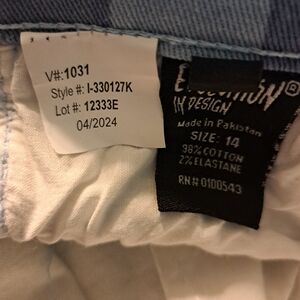 V#:1031
Style #: I-330127K
Lot #: 12333E
04/2024
IN DESIGN
Made in Pakistan
SIZE: 14
98% COTTON
2% ELASTANE
RN# 0100543